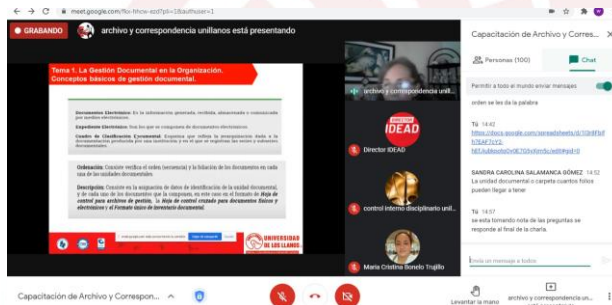 meet.google.com/fkx-hhcw-azd?pli=1&authuser=1
GRABANDO
archivo y correspondencia unillanos está presentando
Tema 1. La Gestión Documental en la Organización.
Conceptos básicos de gestión documental.
Documentos Electrónicos: Es la información generada, recibida, almacenada y comunicada
por medios electrónicos.
Expediente Electrónico: Son los que se componen de documentos electrónicos.
Cuadro de Clasificación Documental: Esquema que refleja la jerarquización dada a la
documentación producida por una institución y en el que se registran las series y subseries
documentales.
Ordenación: Consiste verifica el orden (secuencia) y la foliación de los documentos en cada
una de las unidades documentales.
Descripción: Consiste en la asignación de datos de identificación de la unidad documental,
y de cada uno de los documentos que la componen, en este caso en el formato de Hoja de
control para archivos de gestión, la Hoja de control cruzado para documentos físicos y
electrónicos y el Formato único de inventario documental.
UNIVERSIDAD
DE LOS LLANOS
archivo y correspondencia unill...
DIRECTOR
IDEAD
Director IDEAD
control interno disciplinario unil...
Maria Cristina Bonelo Trujillo
Capacitación de Archivo y Corres...
Personas (100)
Chat
Permitir a todo el mundo enviar mensajes
orden se les da la palabra
Tú 14:42
https://docs.google.com/spreadsheets/d/
SANDRA CAROLINA SALAMANCA GÓMEZ 14:52
La unidad documental o carpeta cuantos folios
pueden llegar a tener
Tú 14:57
se esta tomando nota de las preguntas se
responde al final de la charla.
Envía un mensaje a todos
Capacitación de Archivo y Correspon...
Levantar la mano
archivo y correspondencia un...